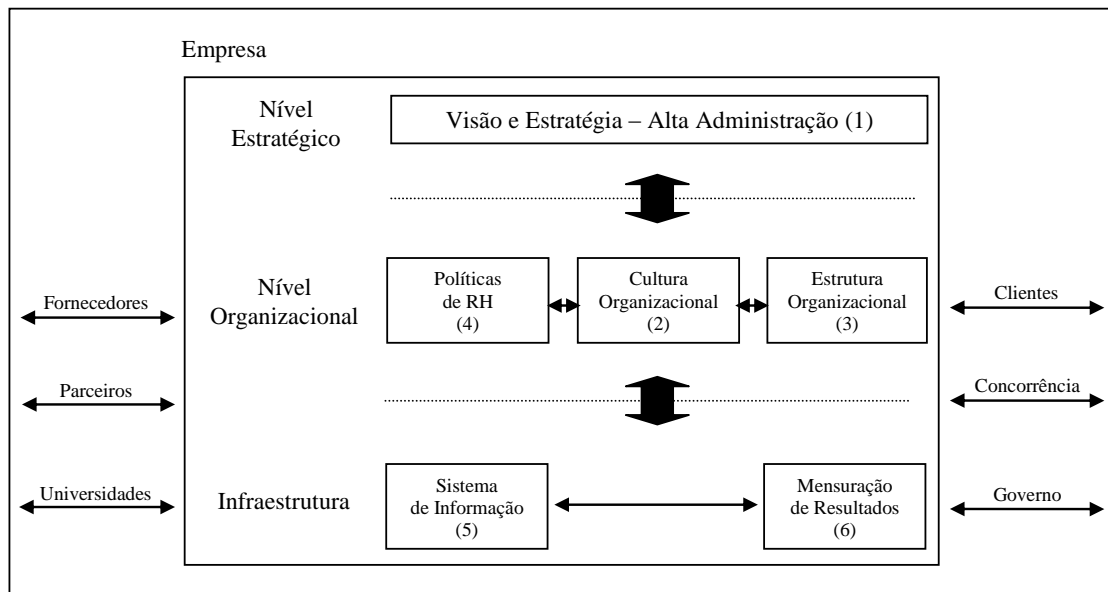 Empresa
Nível
Estratégico
Visão e Estratégia – Alta Administração (1)
Fornecedores
Nível
Organizacional
Políticas
de RH
(4)
Cultura
Organizacional
(2)
Estrutura
Organizacional
(3)
Clientes
Parceiros
Concorrência
Universidades
Infraestrutura
Sistema
de Informação
(5)
Mensuração
de Resultados
(6)
Governo